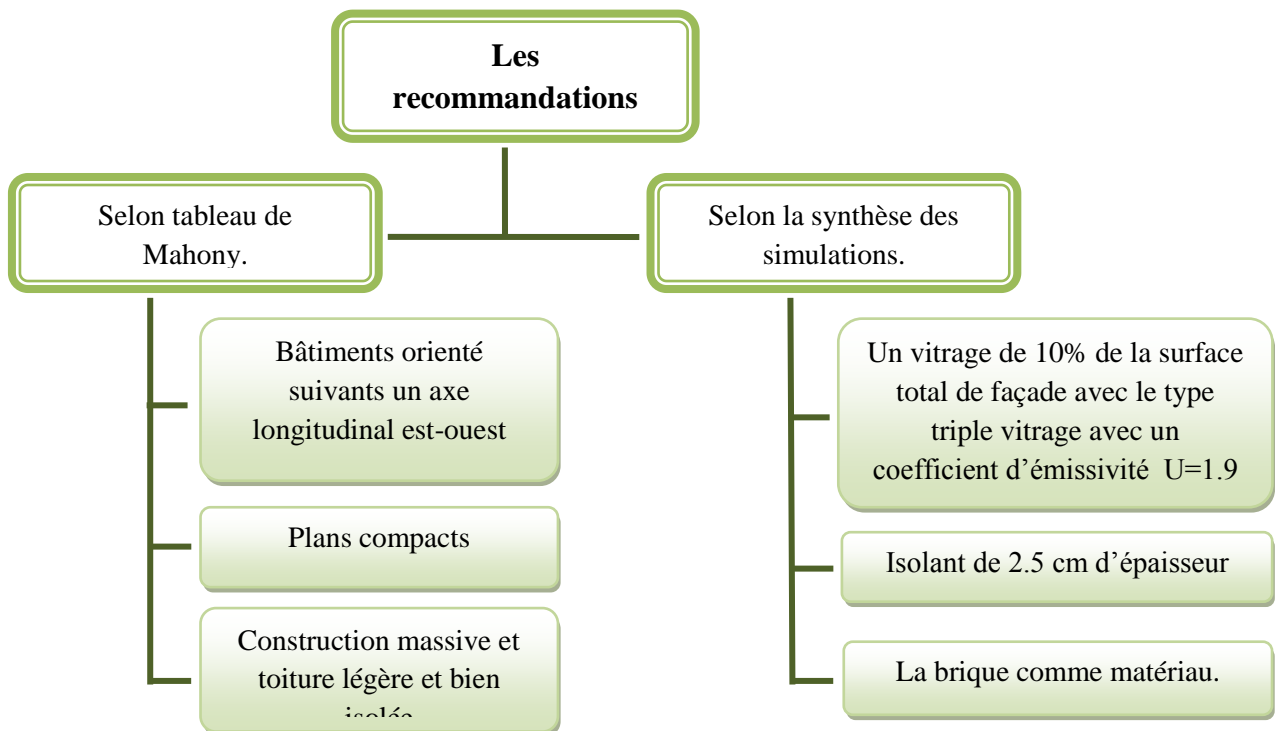 Les
recommandations
Selon tableau de
Mahony.
Selon la synthèse des
simulations.
Bâtiments orienté
suivants un axe
longitudinal est-ouest
Plans compacts
Construction massive et
toiture légère et bien
isolée
Un vitrage de 10% de la surface
total de façade avec le type
triple vitrage avec un
coefficient d’émissivité U=1.9
Isolant de 2.5 cm d’épaisseur
La brique comme matériau.